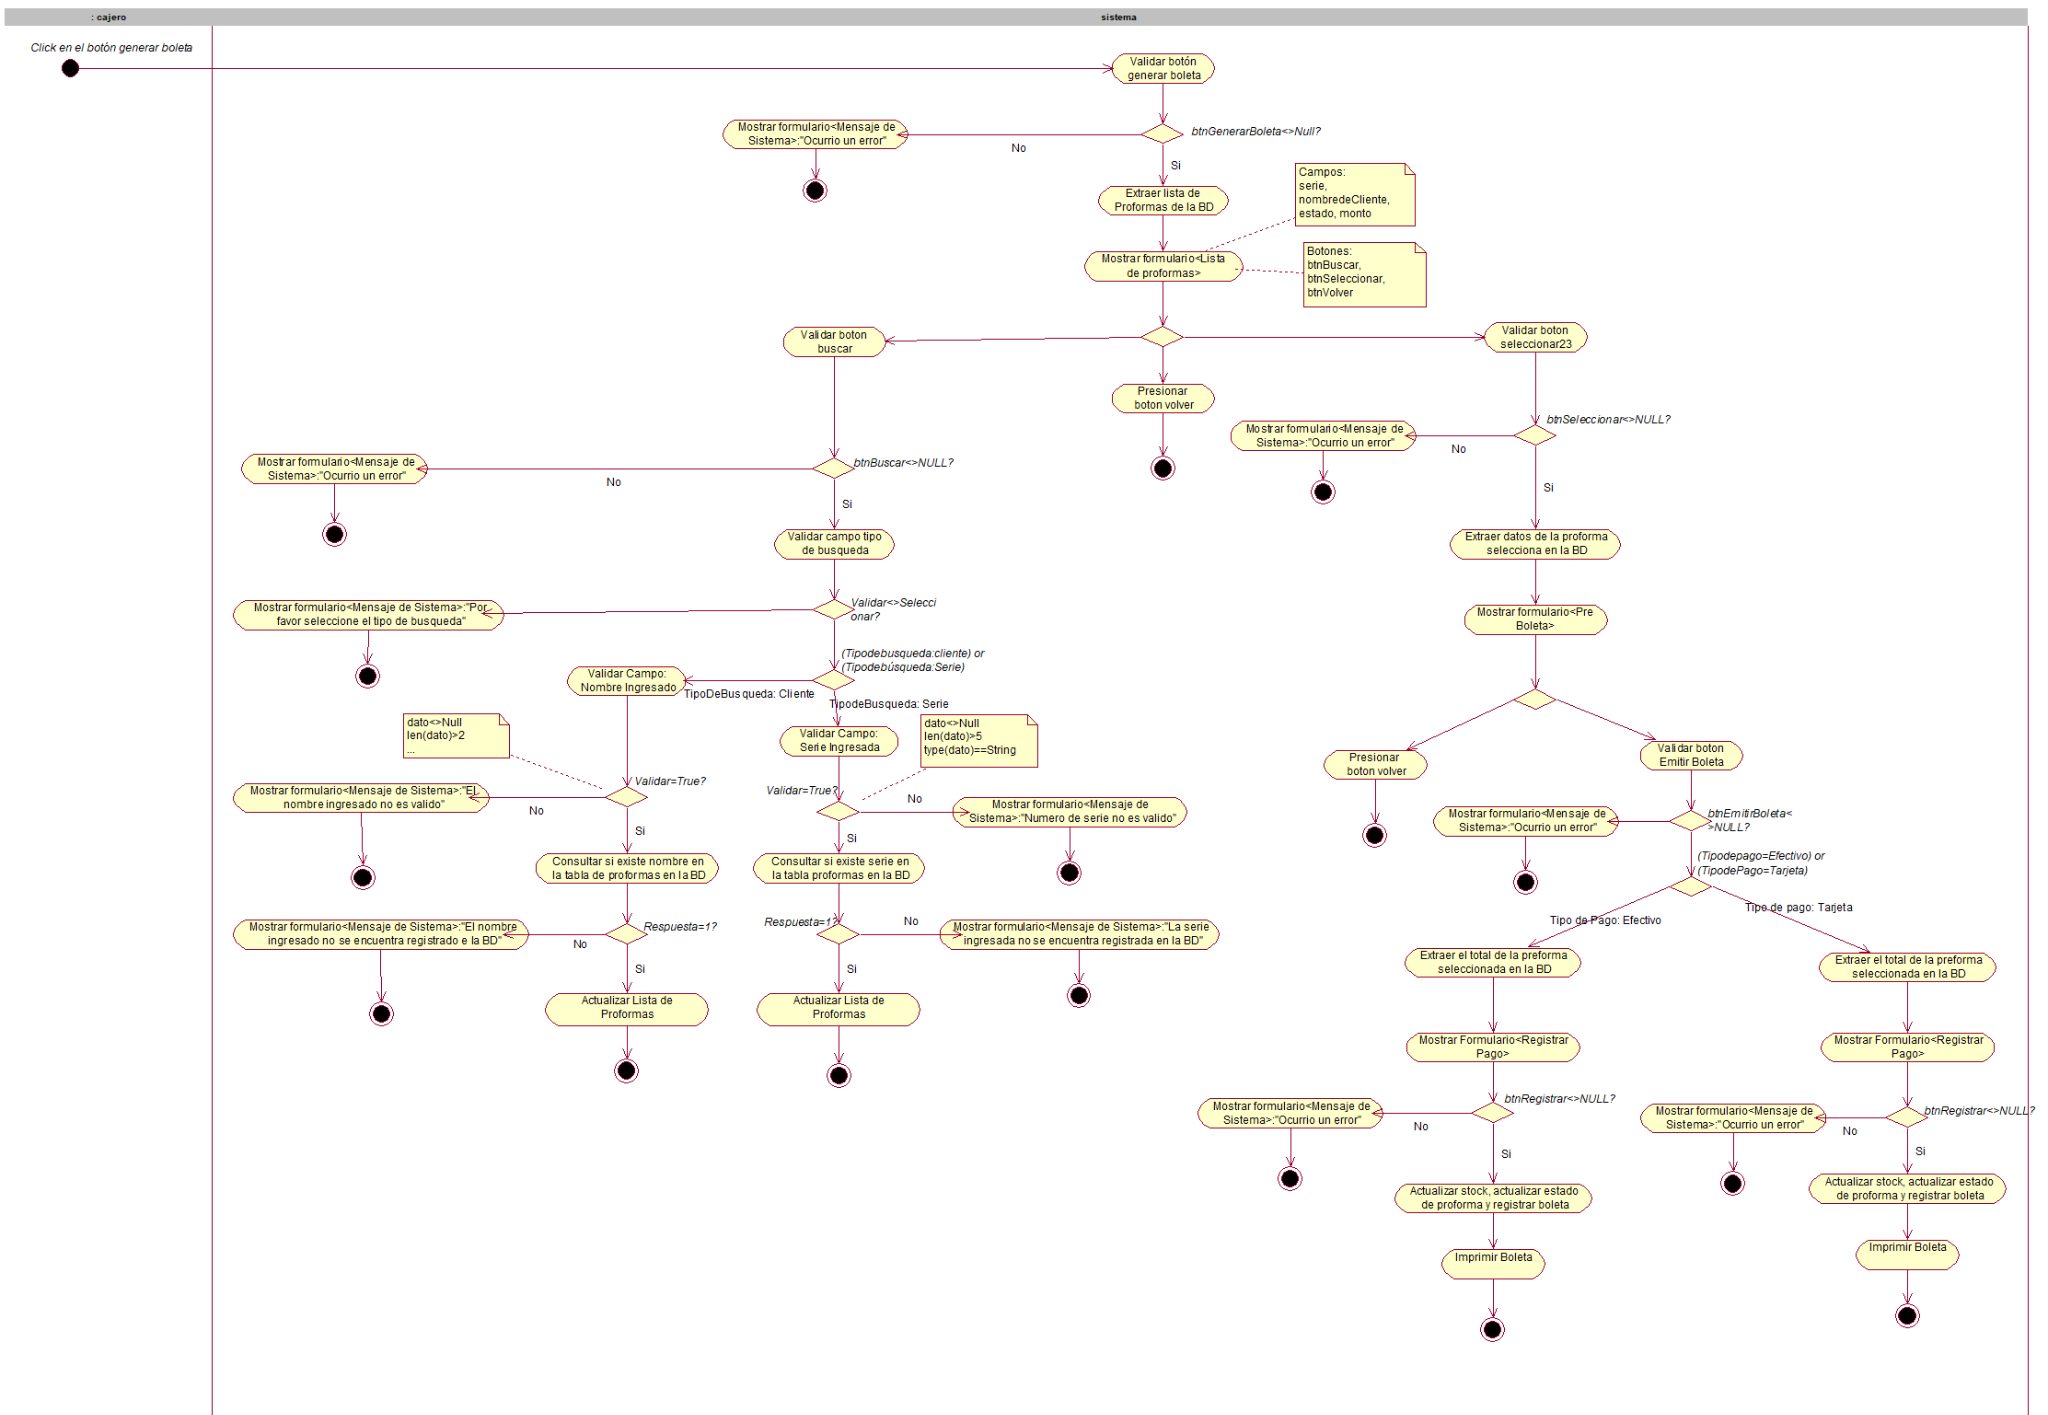 : cajero
sistema
Click en el botón generar boleta
Validar botón
generar boleta
Mostrar formulario<Mensaje de
Sistema>:"Ocurrio un error"
No
btnGenerarBoleta<>Null?
Si
Campos:
serie,
nombredeCliente,
estado, monto
Extraer lista de
Proformas de la BD
Mostrar formulario<Lista
de proformas>
Botones:
btnBuscar,
btnSeleccionar,
btnVolver
Validar boton
buscar
Validar boton
seleccionar23
Presionar
boton volver
Mostrar formulario<Mensaje de
Sistema>:"Ocurrio un error"
No
btnSeleccionar<>NULL?
Si
Mostrar formulario<Mensaje de
Sistema>:"Ocurrio un error"
No
btnBuscar<>NULL?
Si
Validar campo tipo
de busqueda
Extraer datos de la proforma
selecciona en la BD
Mostrar formulario<Mensaje de Sistema>:"Por
favor seleccione el tipo de busqueda"
Validar<>Selecci
onar?
Mostrar formulario<Pre
Boleta>
(Tipodebusqueda:cliente) or
(Tipodebúsqueda:Serie)
Validar Campo:
Nombre Ingresado
TipoDeBusqueda: Cliente
TipodeBusqueda: Serie
dato<>Null
len(dato)>2
...
Validar Campo:
Serie Ingresada
dato<>Null
len(dato)>5
type(dato)==String
Presionar
boton volver
Validar boton
Emitir Boleta
Mostrar formulario<Mensaje de Sistema>:"El
nombre ingresado no es valido"
No
Validar=True?
Si
Validar=True?
No
Si
Mostrar formulario<Mensaje de
Sistema>:"Numero de serie no es valido"
Mostrar formulario<Mensaje de
Sistema>:"Ocurrio un error"
btnEmitirBoleta<
>NULL?
Consultar si existe nombre en
la tabla de proformas en la BD
Consultar si existe serie en
la tabla proformas en la BD
(Tipodepago=Efectivo) or
(TipodePago=Tarjeta)
Tipo de Pago: Efectivo
Tipo de pago: Tarjeta
Mostrar formulario<Mensaje de Sistema>:"El nombre
ingresado no se encuentra registrado e la BD"
No
Respuesta=1?
Si
Respuesta=1?
No
Si
Mostrar formulario<Mensaje de Sistema>:"La serie
ingresada no se encuentra registrada en la BD"
Extraer el total de la preforma
seleccionada en la BD
Extraer el total de la preforma
seleccionada en la BD
Actualizar Lista de
Proformas
Actualizar Lista de
Proformas
Mostrar Formulario<Registrar
Pago>
Mostrar Formulario<Registrar
Pago>
Mostrar formulario<Mensaje de
Sistema>:"Ocurrio un error"
No
btnRegistrar<>NULL?
Si
Mostrar formulario<Mensaje de
Sistema>:"Ocurrio un error"
No
btnRegistrar<>NULL?
Si
Actualizar stock, actualizar estado
de proforma y registrar boleta
Actualizar stock, actualizar estado
de proforma y registrar boleta
Imprimir Boleta
Imprimir Boleta